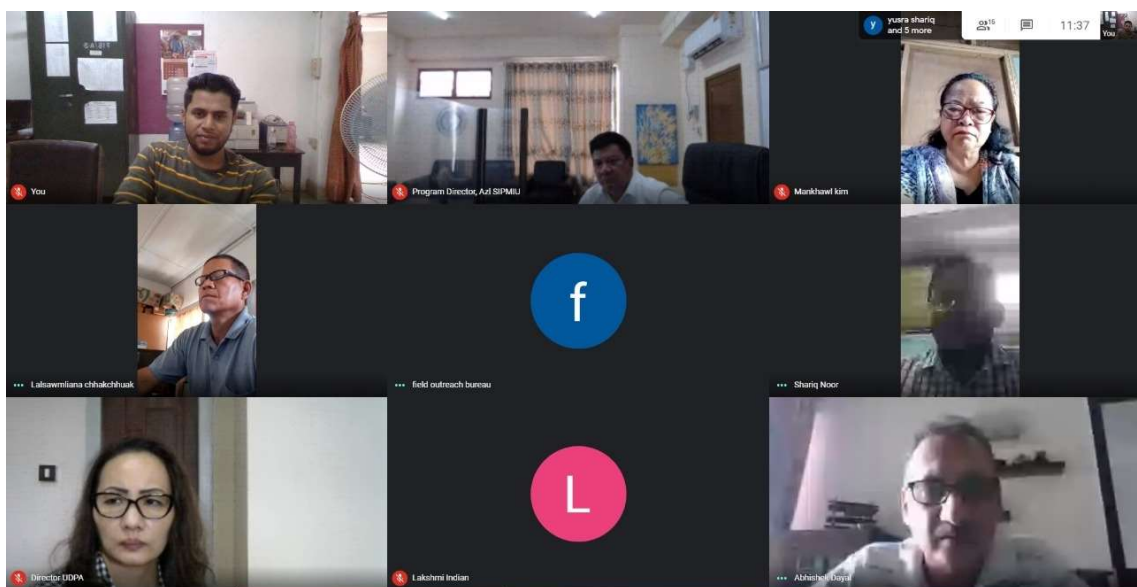 yusra shariq
and 5 more
15
11:37
You
You
Program Director, Azl SIPMIU
Mankhawl kim
f
Lalsawmliana chhakchhuak
field outreach bureau
Shariq Noor
L
Director UDPA
Lakshmi Indian
Abhishek Dayal
y